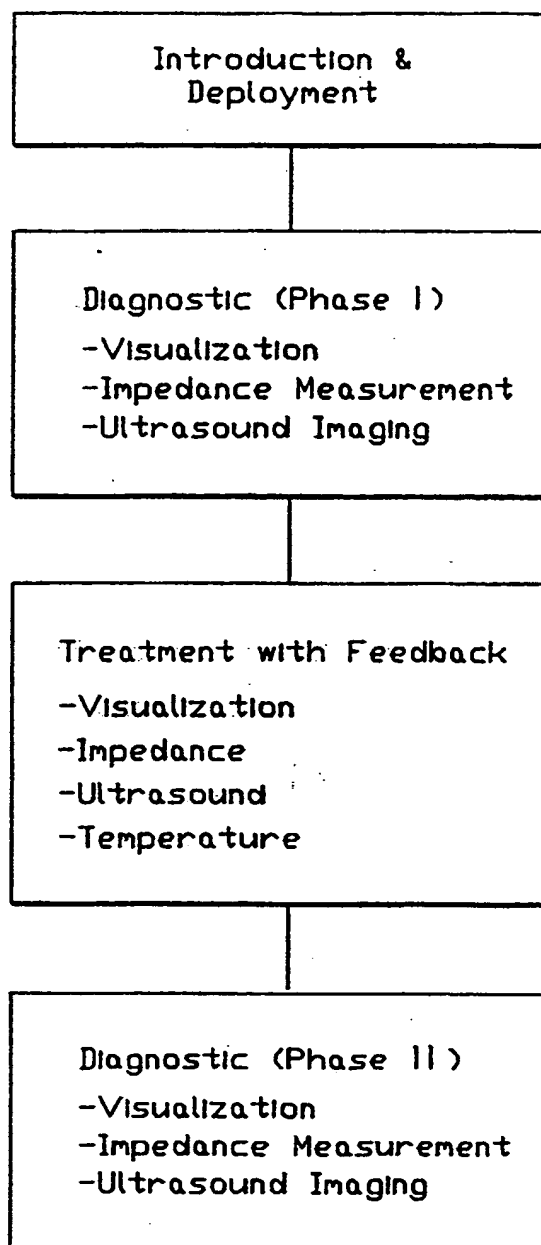 Introduction &
Deployment
Diagnostic (Phase I)
-Visualization
-Impedance Measurement
-Ultrasound Imaging
Treatment with Feedback
-Visualization
-Impedance
-Ultrasound
-Temperature
Diagnostic (Phase II)
-Visualization
-Impedance Measurement
-Ultrasound Imaging